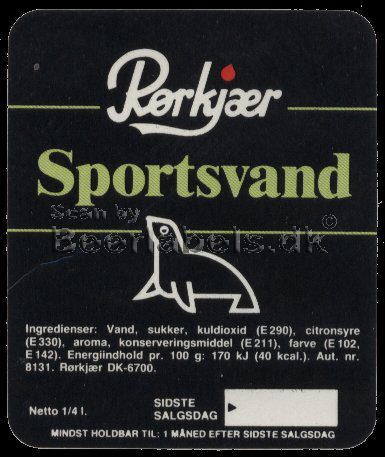 Rørkjær
Sportsvand
Scan by
Beerlabels.dk ©
Ingredienser: Vand, sukker, kuldioxid (E 290), citronsyre
(E 330), aroma, konserveringsmiddel (E 211), farve (E 102,
E 142). Energiindhold pr. 100 g: 170 kJ (40 kcal.). Aut. nr.
8131. Rørkjær DK-6700.
Netto 1/4 l.
SIDSTE
SALGSDAG
MINDST HOLDBAR TIL: 1 MÅNED EFTER SIDSTE SALGSDAG